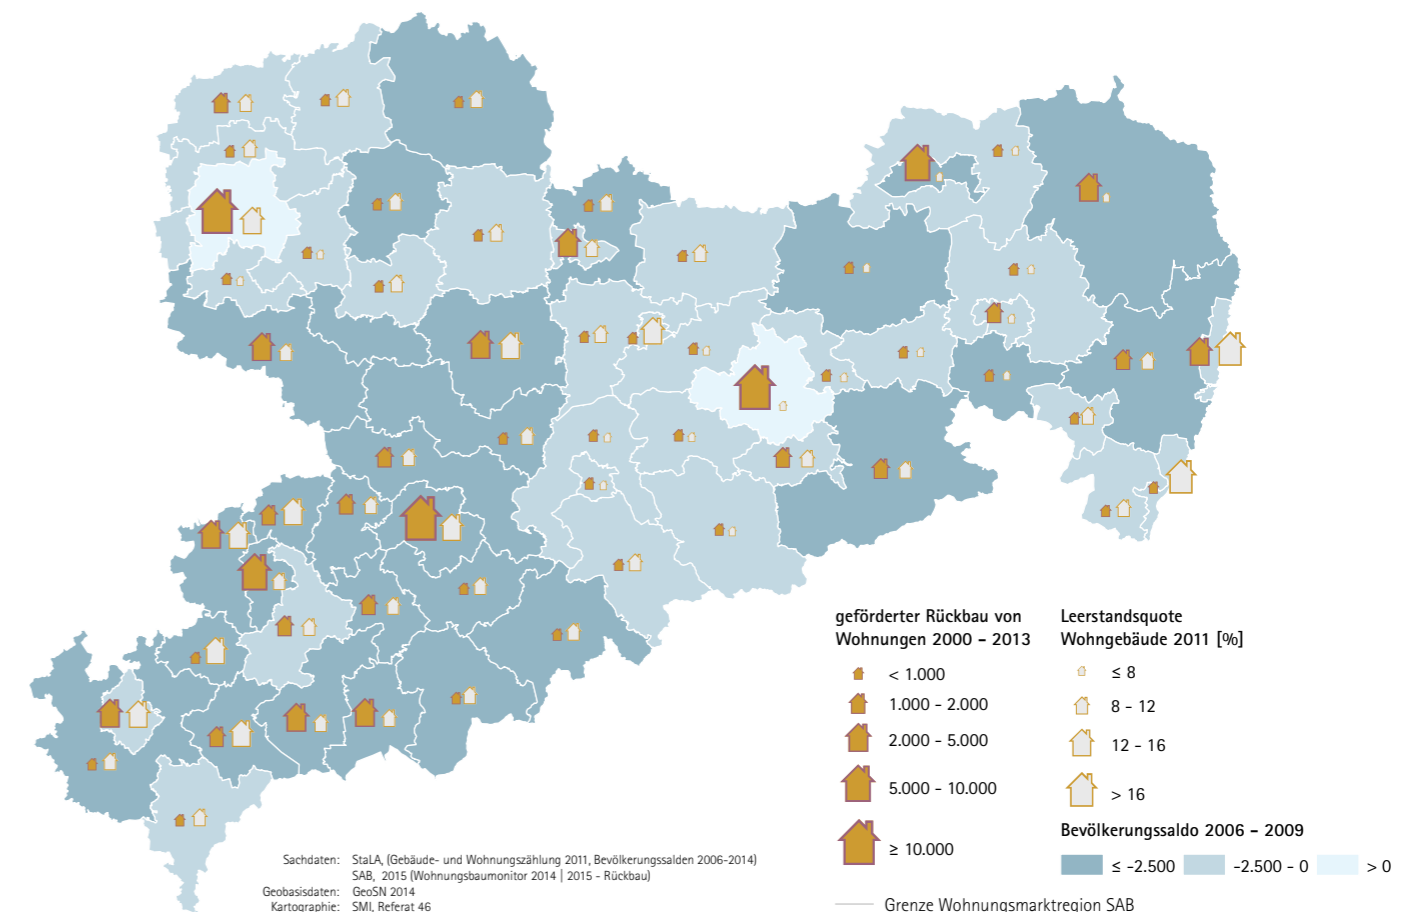 geförderter Rückbau von
Wohnungen 2000 - 2013
< 1.000
1.000 - 2.000
2.000 - 5.000
5.000 - 10.000
≥ 10.000
Leerstandsquote
Wohngebäude 2011 [%]
≤ 8
8 - 12
12 - 16
> 16
Bevölkerungssaldo 2006 - 2009
≤ -2.500
-2.500 - 0
> 0
Grenze Wohnungsmarktregion SAB
Sachdaten: StaLA, (Gebäude- und Wohnungszählung 2011, Bevölkerungssalden 2006-2014)
SAB, 2015 (Wohnungsbaumonitor 2014 | 2015 - Rückbau)
Geobasisdaten: GeoSN 2014
Kartographie: SMI, Referat 46